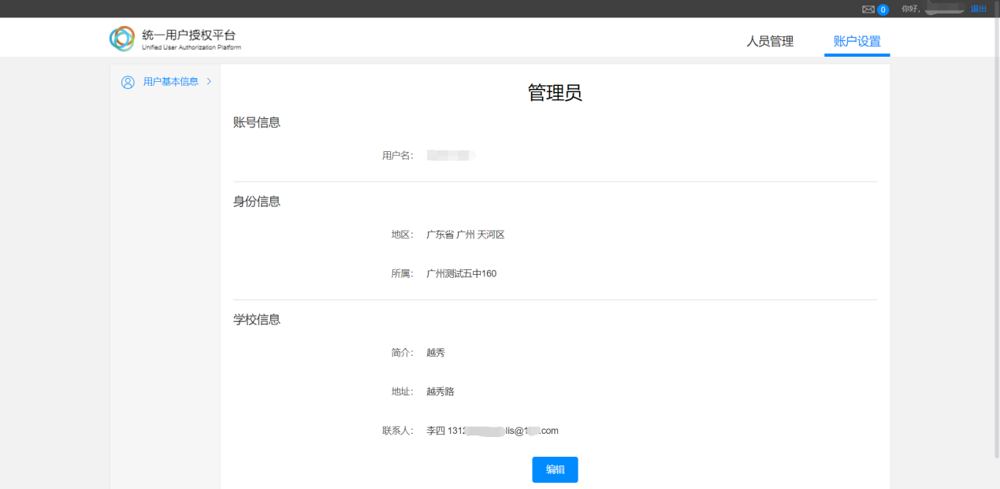 0 你好, 退出
统一用户授权平台
Unified User Authorization Platform
人员管理 账户设置
用户基本信息
管理员
账号信息
用户名:
身份信息
地区: 广东省 广州 天河区
所属: 广州测试五中160
学校信息
简介: 越秀
地址: 越秀路
联系人: 李四 1312 lis@1 .com
编辑